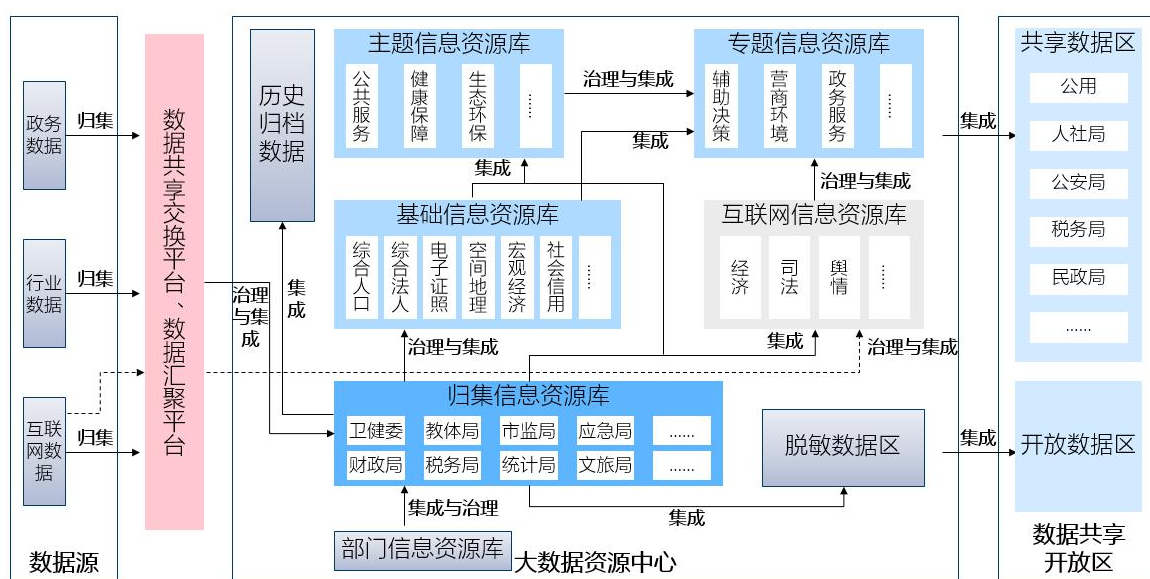 政务
数据
归集
行业
数据
归集
互联
网数
据
归集
数据源
数据共享交换平台、数据汇聚平台
治理
与集
成
历史
归档
数据
集成
主题信息资源库
公共服务
健康保障
生态环保
......
治理与集成
专题信息资源库
辅助决策
营商环境
政务服务
......
集成
集成
治理与集成
基础信息资源库
综合人口
综合法人
电子证照
空间地理
宏观经济
社会信用
......
互联网信息资源库
经济
司法
舆情
......
治理与集成
集成
治理与集成
归集信息资源库
卫健委
教体局
市监局
应急局
......
财政局
税务局
统计局
文旅局
......
集成与治理
集成
脱敏数据区
部门信息资源库
大数据资源中心
集成
集成
共享数据区
公用
人社局
公安局
税务局
民政局
......
开放数据区
数据共享
开放区